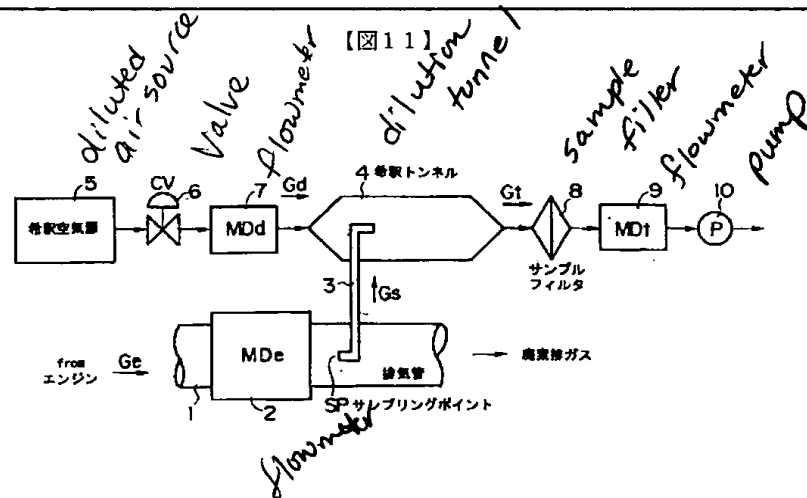 【図11】
diluted
air source
Valve
flowmeter
dilution
tunnel
sample
filter
flowmeter
pump
5
CV
6
7
Gd
4 希釈トンネル
Gt
8
9
10
希釈空気源
MDd
MDt
P
サンプル
フィルタ
3
Gs
from
エンジン
Ge
MDe
排気管
廃棄排ガス
1
2
SP サンプリングポイント
flowmeter